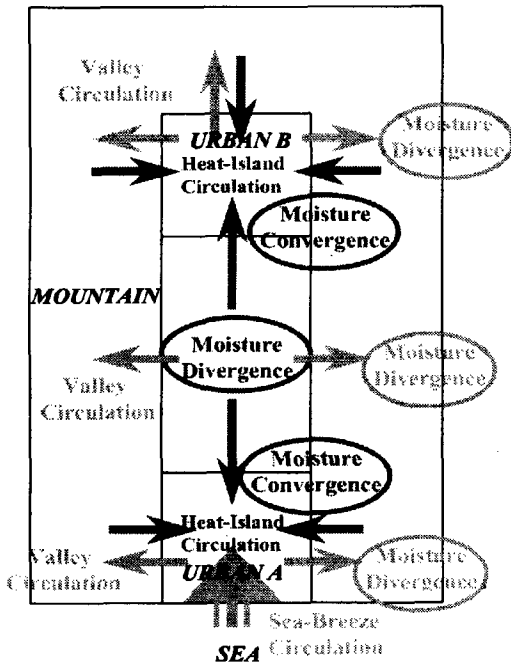 Valley
Circulation
URBAN B
Heat-Island
Circulation
Moisture
Divergence
Moisture
Convergence
MOUNTAIN
Moisture
Divergence
Moisture
Divergence
Valley
Circulation
Moisture
Convergence
Heat-Island
Circulation
URBAN A
Valley
Circulation
Moisture
Divergence
Sea-Breeze
Circulation
SEA